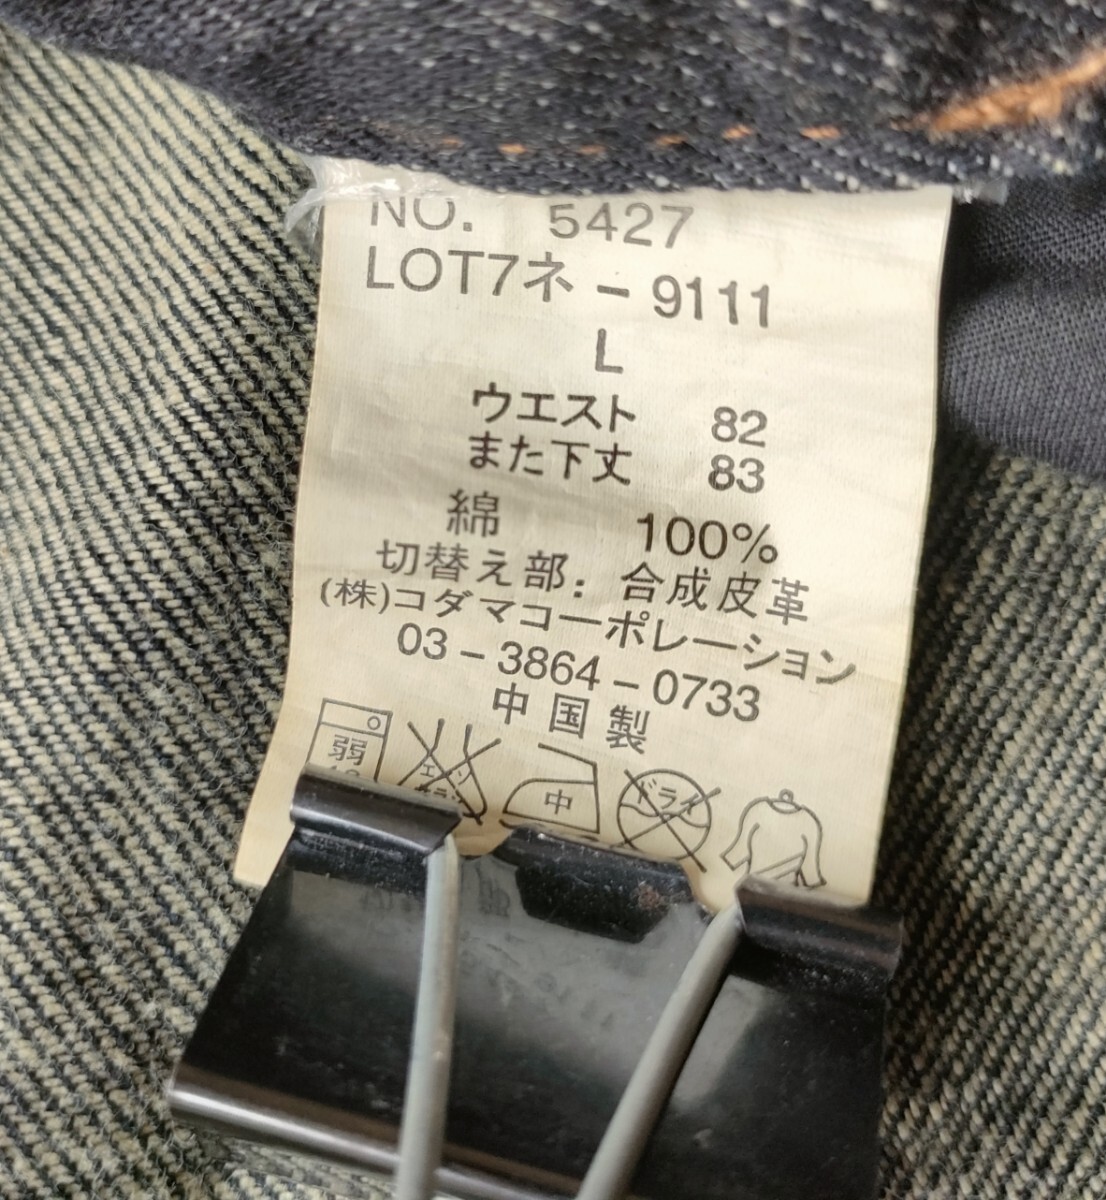 NO. 5427
LOT7ネ-9111
L
ウエスト 82
また下丈 83
綿 100%
切替え部: 合成皮革
(株)コダマコーポレーション
03-3864-0733
中国製
弱
中 ドライ